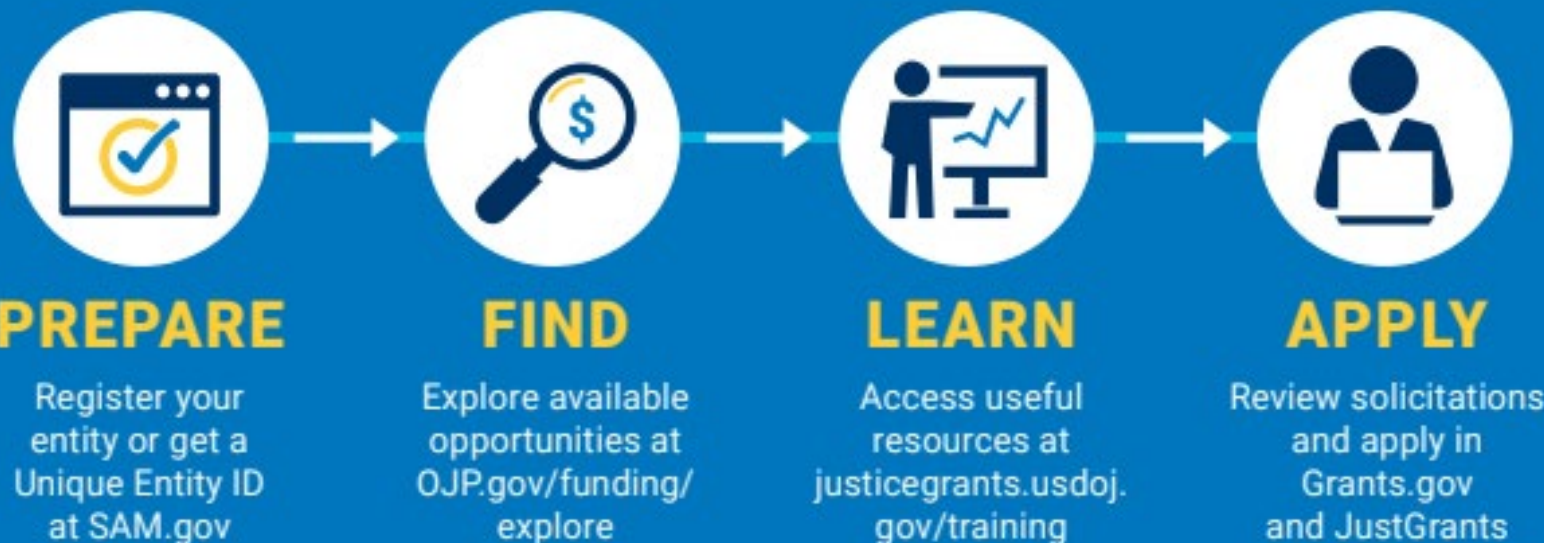 PREPARE
Register your
entity or get a
Unique Entity ID
at SAM.gov
FIND
Explore available
opportunities at
OJP.gov/funding/
explore
LEARN
Access useful
resources at
justicegrants.usdoj.
gov/training
APPLY
Review solicitations
and apply in
Grants.gov
and JustGrants
$